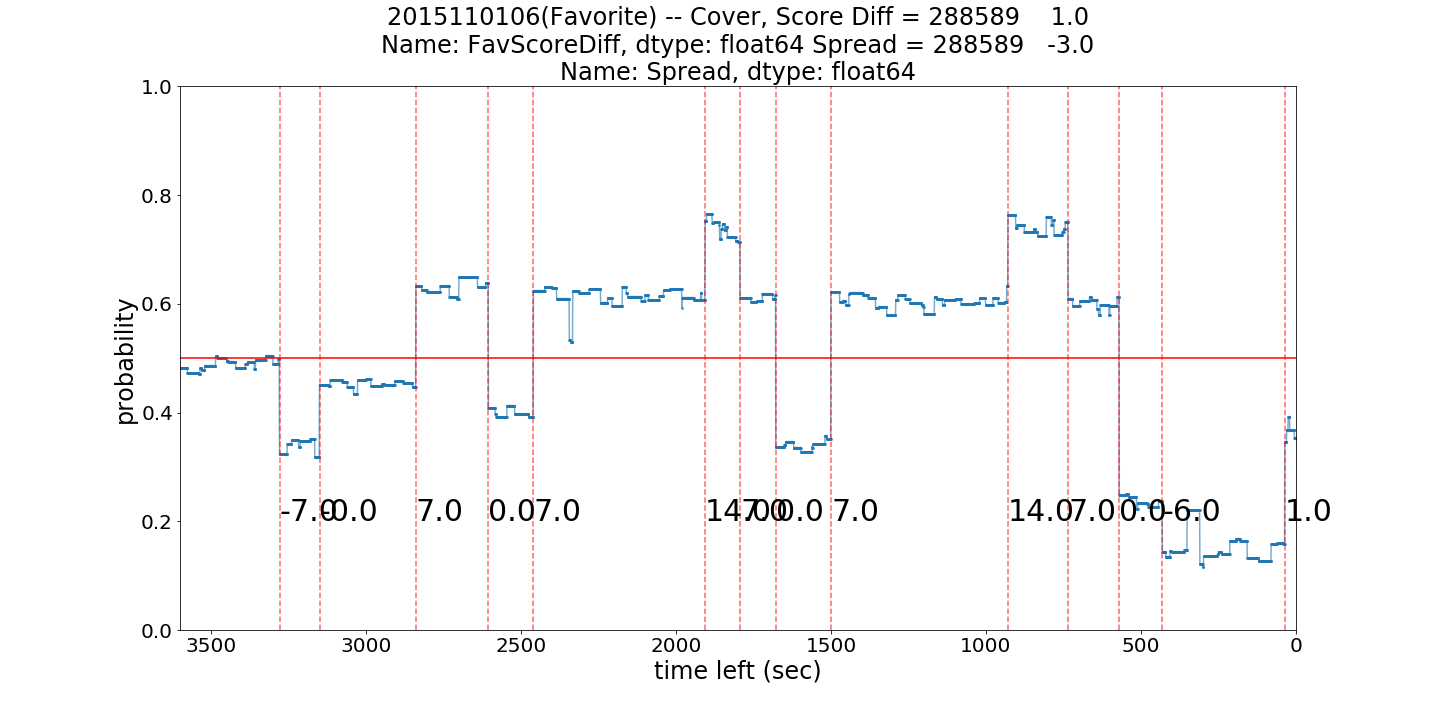 2015110106(Favorite) -- Cover, Score Diff = 288589    1.0
Name: FavScoreDiff, dtype: float64 Spread = 288589   -3.0
Name: Spread, dtype: float64
1.0
0.8
0.6
0.4
0.2
0.0
probability
-7.0 -0.0 7.0 0.0 7.0 14.0 7.0 0.0 7.0 14.0 7.0 0.0 -6.0 1.0
3500 3000 2500 2000 1500 1000 500 0
time left (sec)